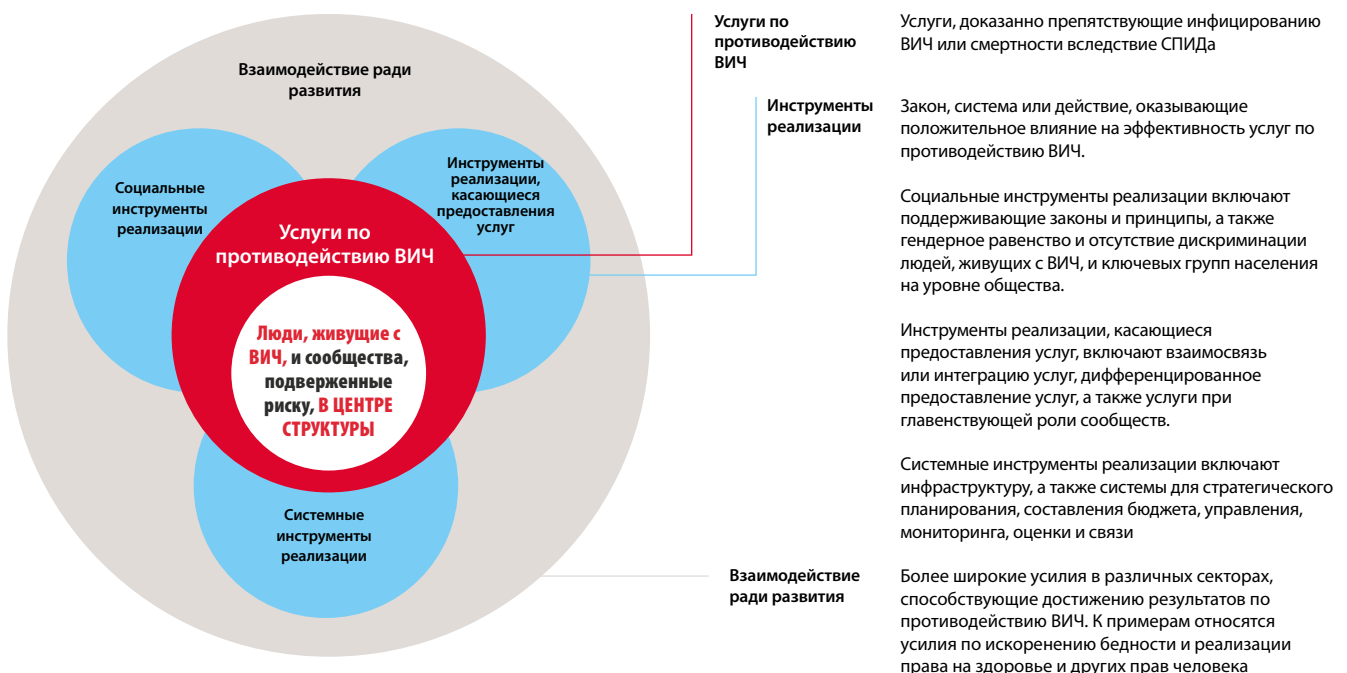 Взаимодействие ради
развития
Социальные
инструменты
реализации
Инструменты
реализации,
касающиеся
предоставления
услуг
Услуги по
противодействию ВИЧ
Люди, живущие с
ВИЧ, и сообщества,
подверженные
риску, В ЦЕНТРЕ
СТРУКТУРЫ
Системные
инструменты
реализации
Услуги по
противодействию
ВИЧ
Услуги, доказанно препятствующие инфицированию
ВИЧ или смертности вследствие СПИДа
Инструменты
реализации
Закон, система или действие, оказывающие
положительное влияние на эффективность услуг по
противодействию ВИЧ.
Социальные инструменты реализации включают
поддерживающие законы и принципы, а также
гендерное равенство и отсутствие дискриминации
людей, живущих с ВИЧ, и ключевых групп населения
на уровне общества.
Инструменты реализации, касающиеся
предоставления услуг, включают взаимосвязь
или интеграцию услуг, дифференцированное
предоставление услуг, а также услуги при
главенствующей роли сообществ.
Системные инструменты реализации включают
инфраструктуру, а также системы для стратегического
планирования, составления бюджета, управления,
мониторинга, оценки и связи
Взаимодействие
ради развития
Более широкие усилия в различных секторах,
способствующие достижению результатов по
противодействию ВИЧ. К примерам относятся
усилия по искоренению бедности и реализации
права на здоровье и других прав человека